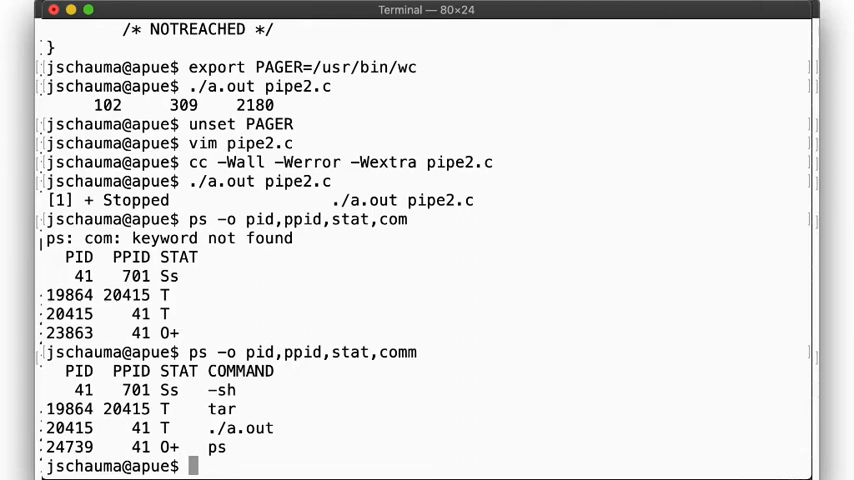 Terminal — 80×24
/* NOTREACHED */
}
jschauma@apue$ export PAGER=/usr/bin/wc
jschauma@apue$ ./a.out pipe2.c
102 309 2180
jschauma@apue$ unset PAGER
jschauma@apue$ vim pipe2.c
jschauma@apue$ cc -Wall -Werror -Wextra pipe2.c
jschauma@apue$ ./a.out pipe2.c
[1] + Stopped ./a.out pipe2.c
jschauma@apue$ ps -o pid,ppid,stat,com
ps: com: keyword not found
PID PPID STAT
41 701 Ss
19864 20415 T
20415 41 T
23863 41 O+
jschauma@apue$ ps -o pid,ppid,stat,comm
PID PPID STAT COMMAND
41 701 Ss -sh
19864 20415 T tar
20415 41 T ./a.out
24739 41 O+ ps
jschauma@apue$